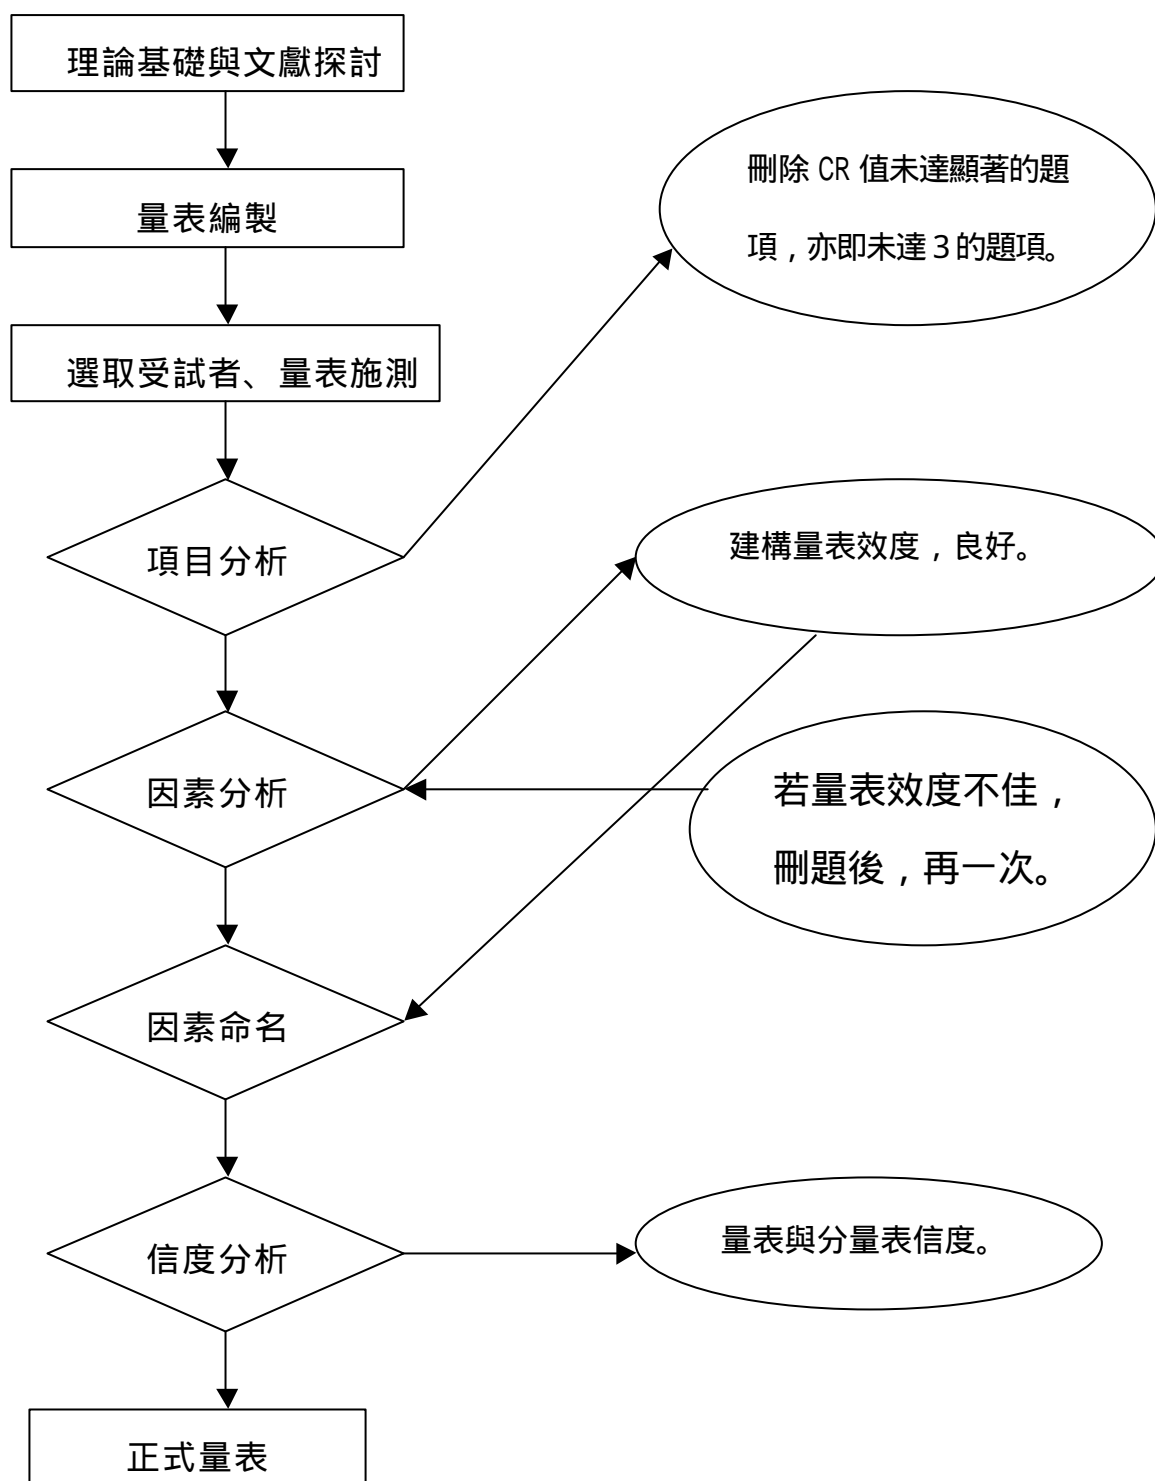 理論基礎與文獻探討
刪除 CR 值未達顯著的題
項，亦即未達 3 的題項。
量表編製
選取受試者、量表施測
項目分析
建構量表效度，良好。
因素分析
若量表效度不佳，
刪題後，再一次。
因素命名
信度分析
量表與分量表信度。
正式量表